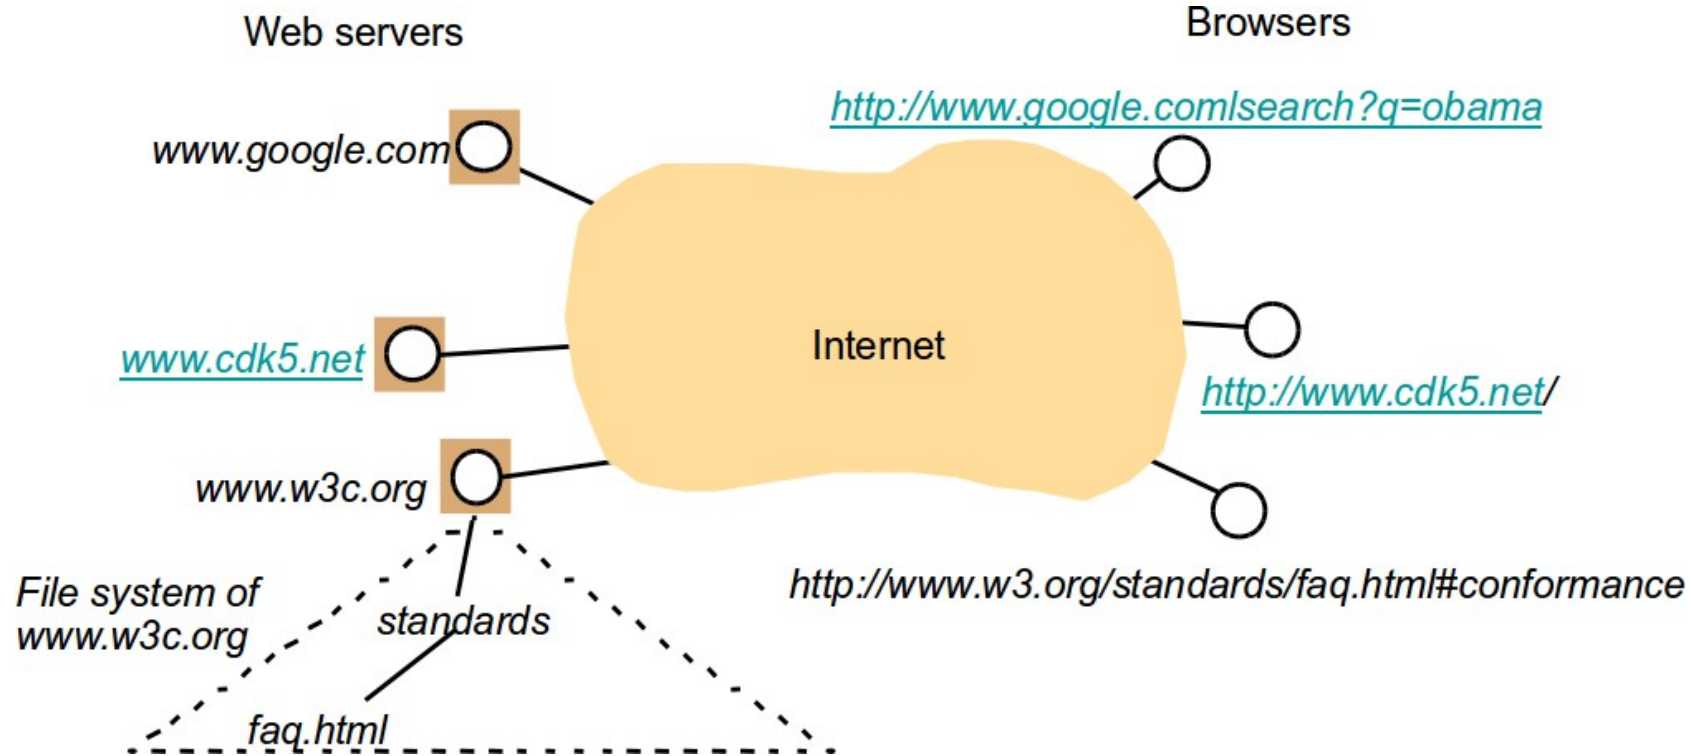 Web servers
Browsers
http://www.google.comlsearch?q=obama
www.google.com
Internet
www.cdk5.net
http://www.cdk5.net/
www.w3c.org
http://www.w3.org/standards/faq.html#conformance
File system of
www.w3c.org
standards
faq.html